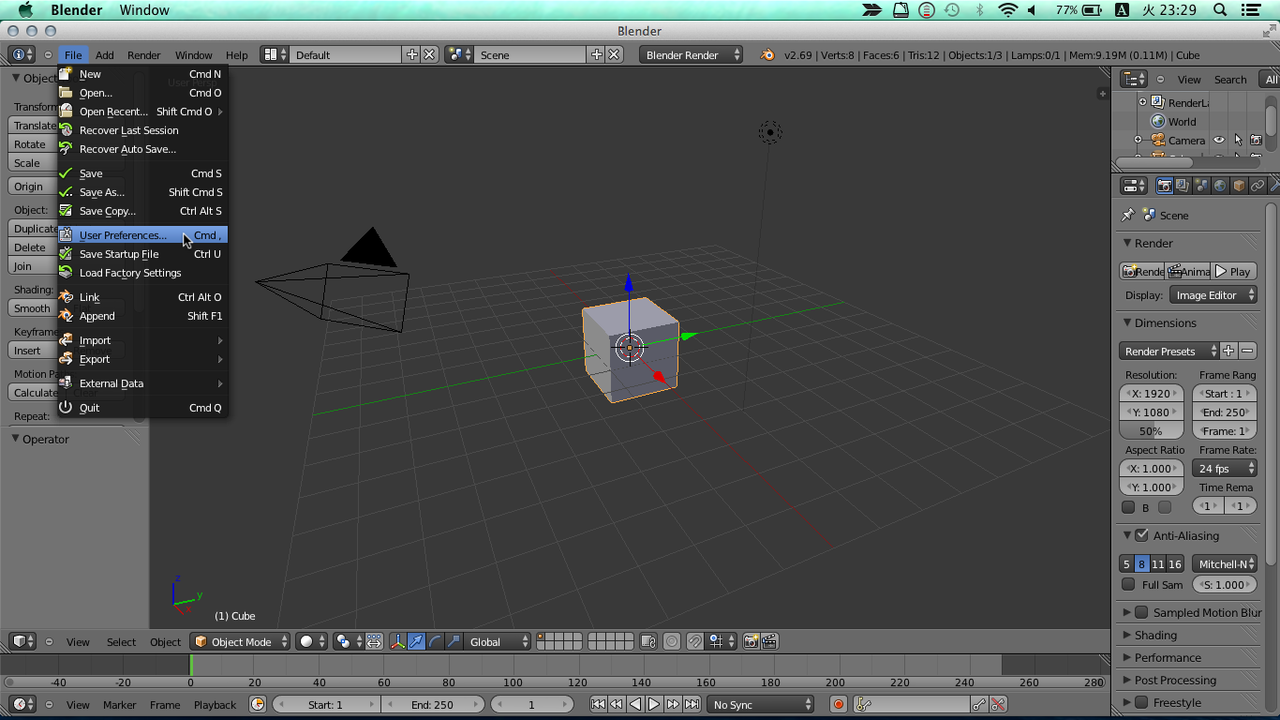 Blender Window 77% A 火 23:29
Blender
File Add Render Window Help Default Scene Blender Render v2.69 | Verts:8 | Faces:6 | Tris:12 | Objects:1/3 | Lamps:0/1 | Mem:9.19M (0.11M) | Cube
New Cmd N
Open... Cmd O
Open Recent... Shift Cmd O
Recover Last Session
Recover Auto Save...
Save Cmd S
Save As... Shift Cmd S
Save Copy... Ctrl Alt S
User Preferences... Cmd ,
Save Startup File Ctrl U
Load Factory Settings
Link Ctrl Alt O
Append Shift F1
Import
Export
External Data
Quit Cmd Q
Objec
Transform
Translate
Rotate
Scale
Origin
Object:
Duplicate
Delete
Join
Shading:
Smooth
Keyframe
Insert
Motion Pa
Calculate
Repeat:
Operator
z
y
x
(1) Cube
View Select Object Object Mode Global
-40 -20 0 20 40 60 80 100 120 140 160 180 200 220 240 260 280
View Marker Frame Playback Start: 1 End: 250 1 No Sync
View Search All
RenderLa
World
Camera
Scene
Render
Rende Anima Play
Display: Image Editor
Dimensions
Render Presets
Resolution: Frame Rang
X: 1920 Start : 1
Y: 1080 End: 250
50% Frame: 1
Aspect Ratio Frame Rate:
X: 1.000 24 fps
Y: 1.000 Time Rema
B 1 1
Anti-Aliasing
5 8 11 16 Mitchell-N
Full Sam S: 1.000
Sampled Motion Blur
Shading
Performance
Post Processing
Freestyle